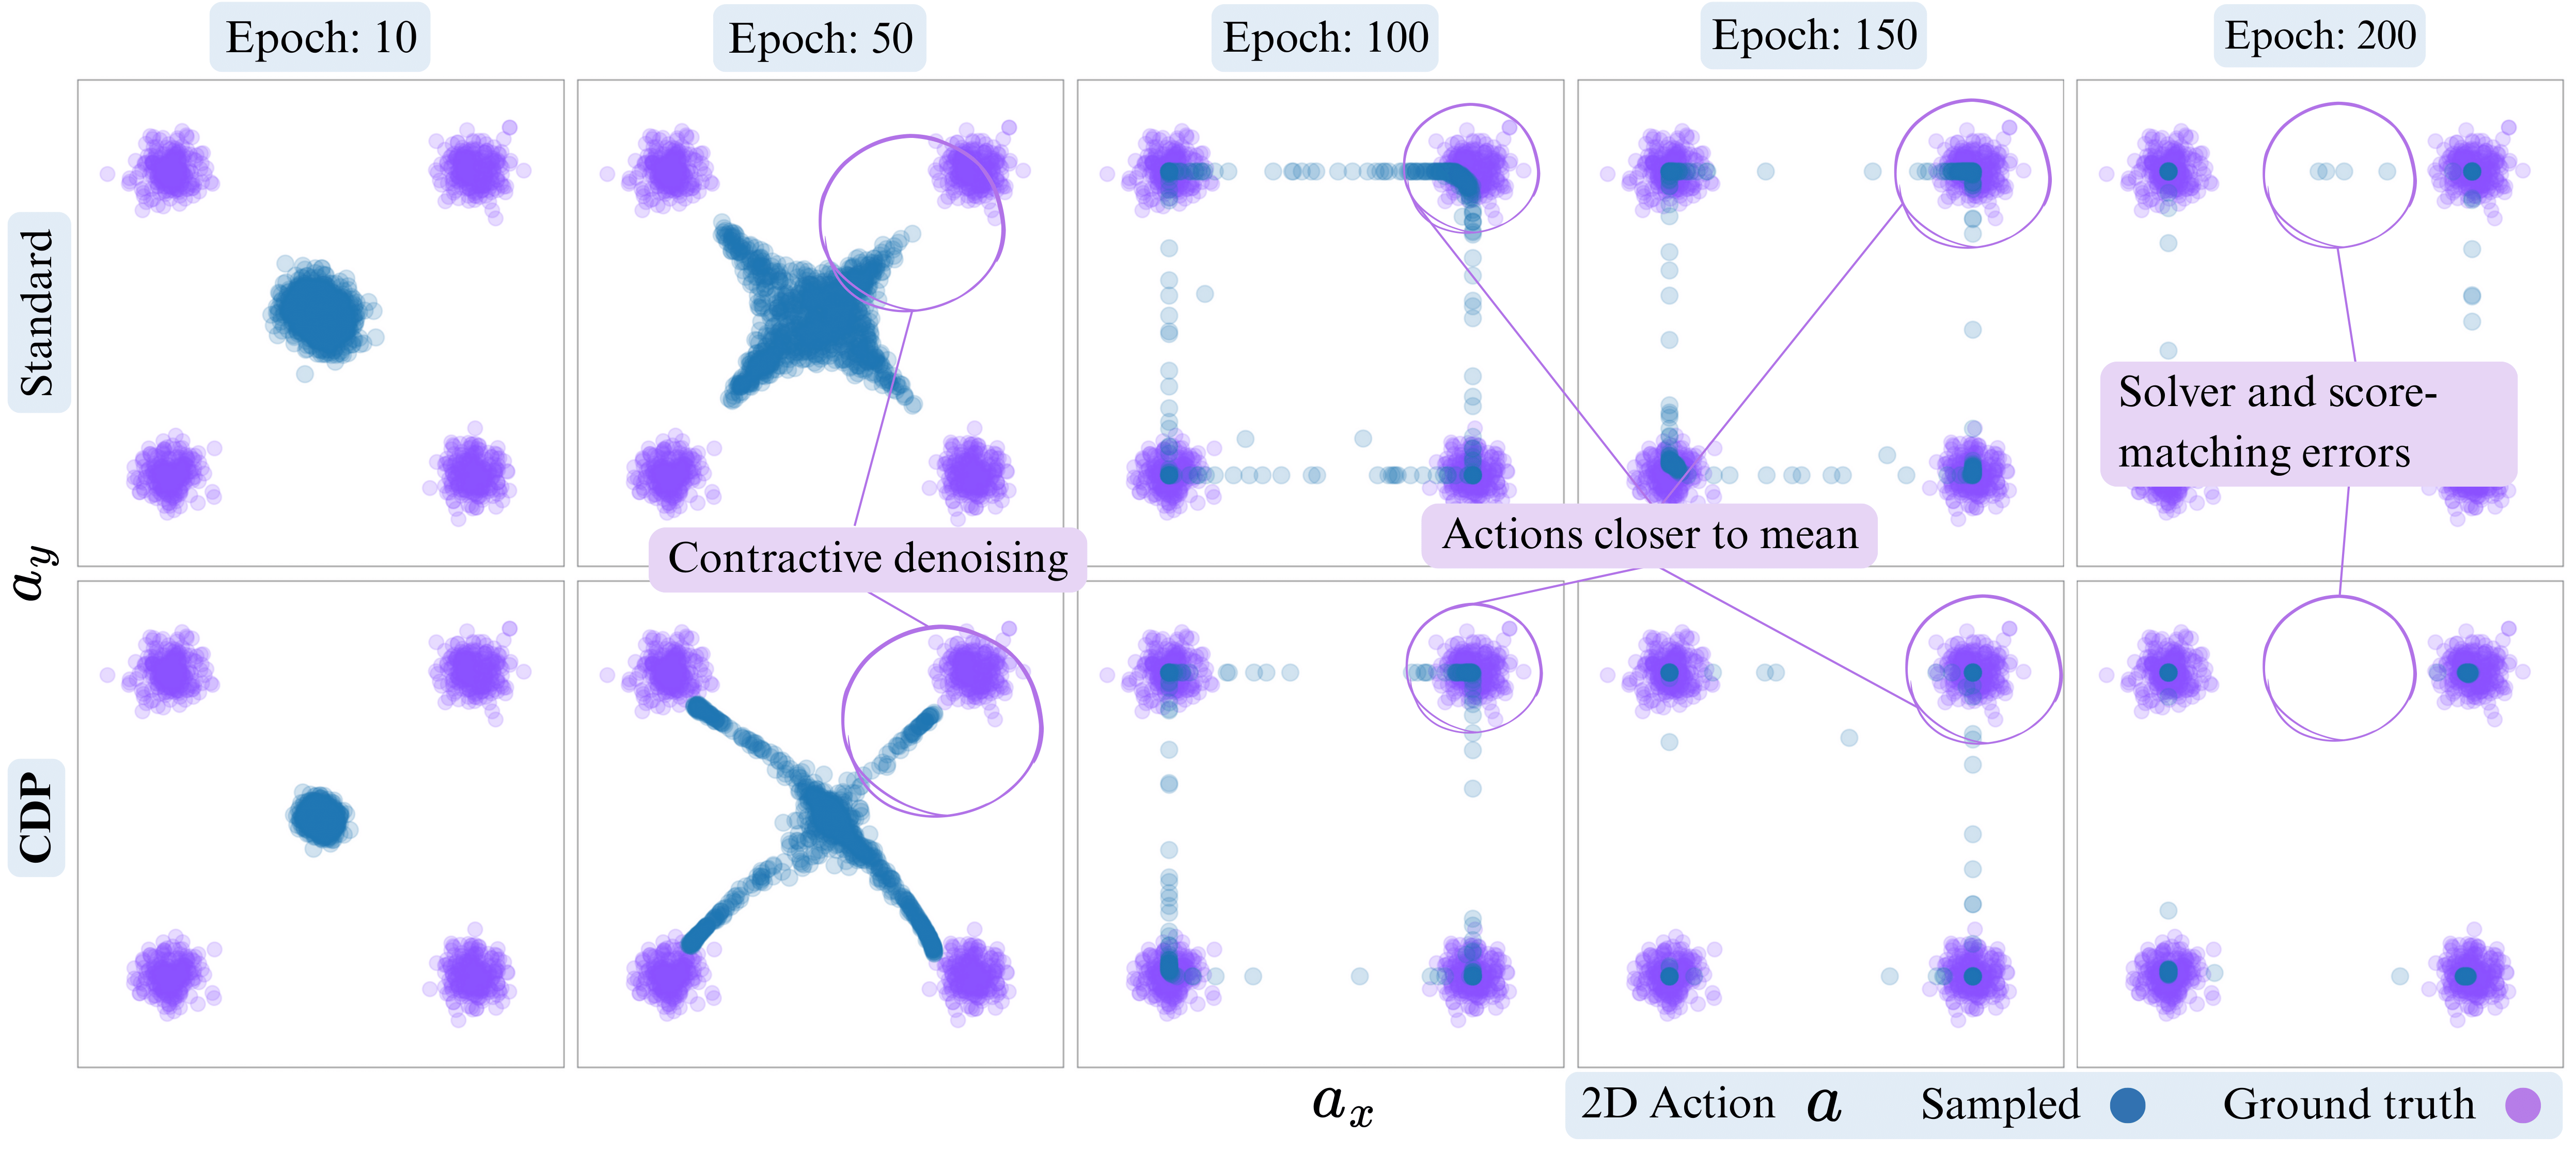 Epoch: 10
Epoch: 50
Epoch: 100
Epoch: 150
Epoch: 200
Standard
Solver and score-
matching errors
Actions closer to mean
Contractive denoising
a_y
CDP
a_x
2D Action a Sampled Ground truth